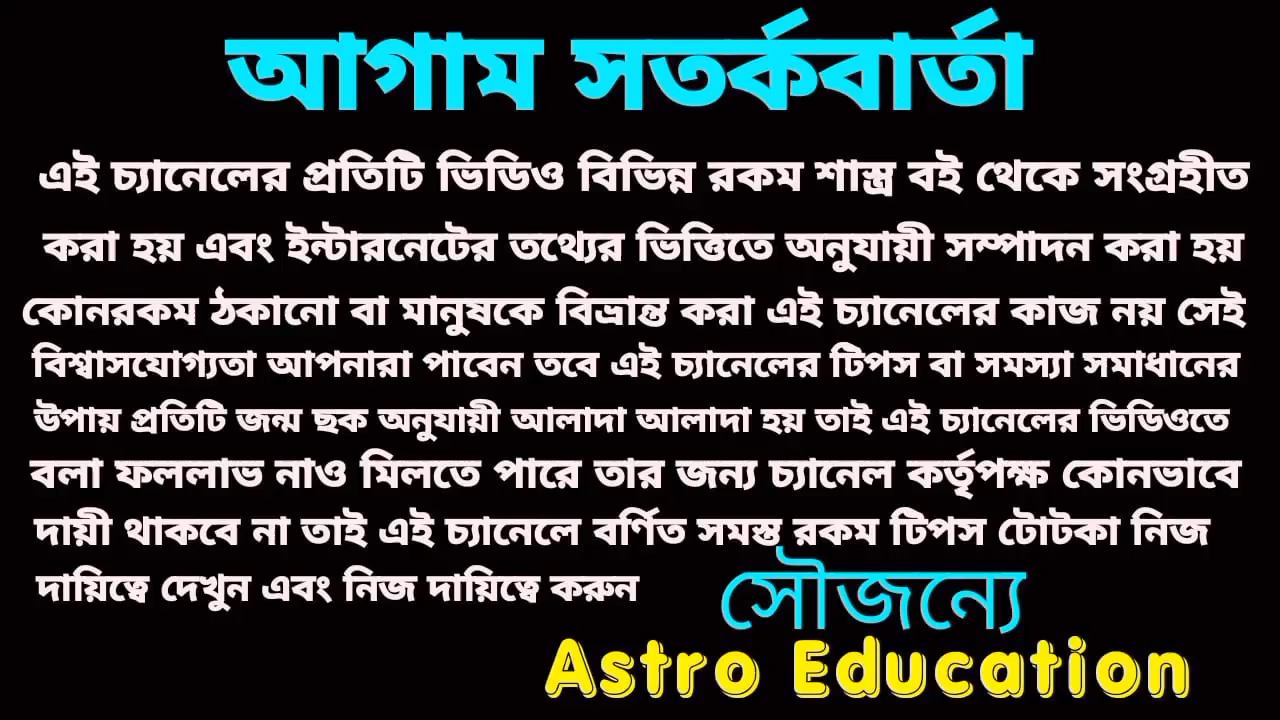 আগাম সতর্কবার্তা
এই চ্যানেলের প্রতিটি ভিডিও বিভিন্ন রকম শাস্ত্র বই থেকে সংগ্রহীত
করা হয় এবং ইন্টারনেটের তথ্যের ভিত্তিতে অনুযায়ী সম্পাদন করা হয়
কোনরকম ঠকানো বা মানুষকে বিভ্রান্ত করা এই চ্যানেলের কাজ নয় সেই
বিশ্বাসযোগ্যতা আপনারা পাবেন তবে এই চ্যানেলের টিপস বা সমস্যা সমাধানের
উপায় প্রতিটি জন্ম ছক অনুযায়ী আলাদা আলাদা হয় তাই এই চ্যানেলের ভিডিওতে
বলা ফললাভ নাও মিলতে পারে তার জন্য চ্যানেল কর্তৃপক্ষ কোনভাবে
দায়ী থাকবে না তাই এই চ্যানেলে বর্ণিত সমস্ত রকম টিপস টোটকা নিজ
দায়িত্বে দেখুন এবং নিজ দায়িত্বে করুন
সৌজন্যে
Astro Education